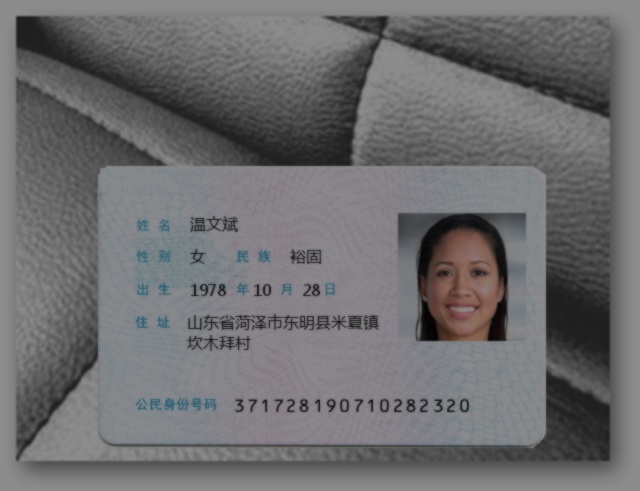 姓名 温文斌
性别 女 民族 裕固
出生 1978 年 10 月 28 日
住址 山东省菏泽市东明县米夏镇
坎木拜村
公民身份号码 371728190710282320